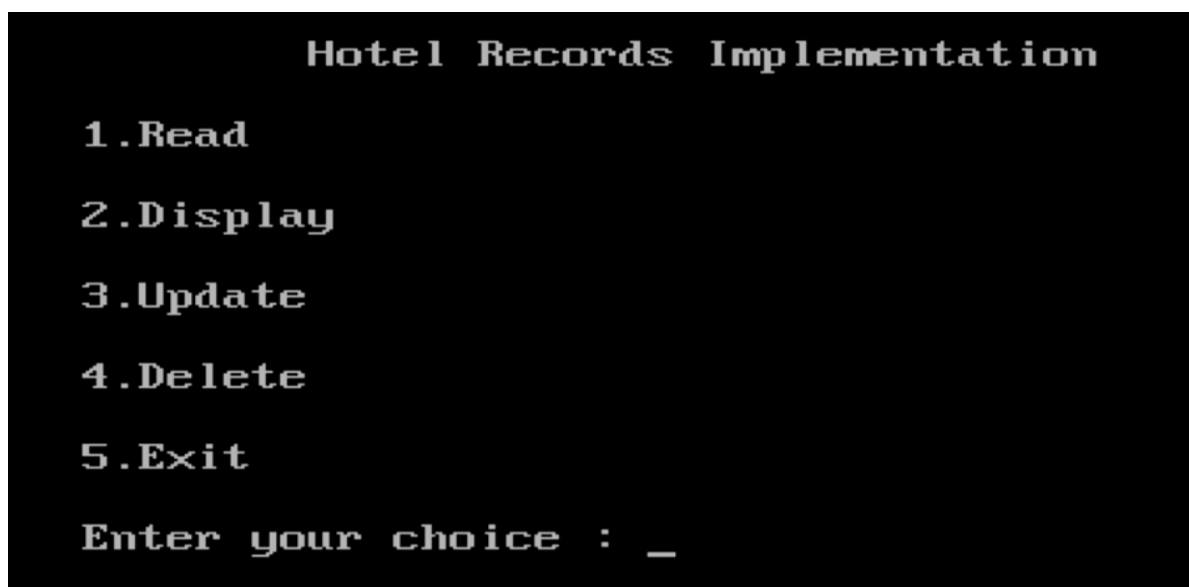 Hotel Records Implementation
1.Read
2.Display
3.Update
4.Delete
5.Exit
Enter your choice : _